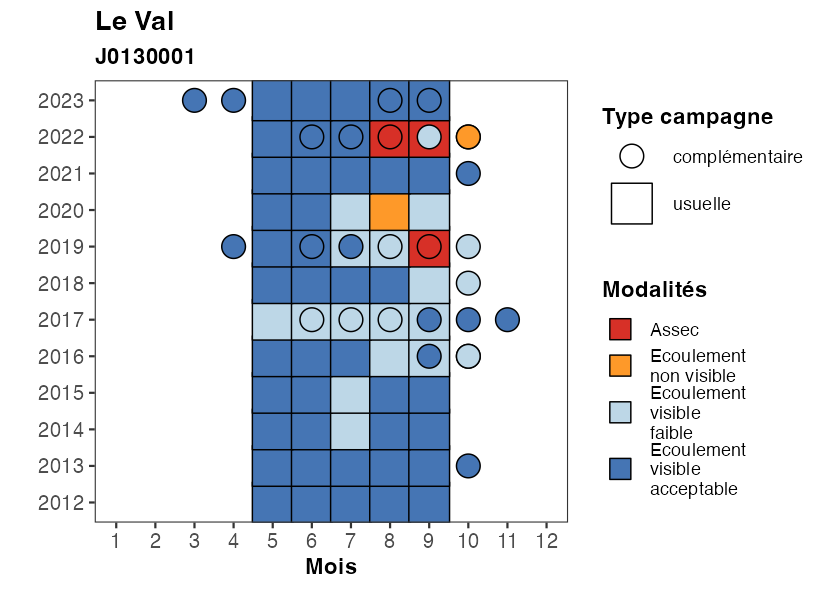 Le Val
J0130001
2023
2022
2021
2020
2019
2018
2017
2016
2015
2014
2013
2012
1 2 3 4 5 6 7 8 9 10 11 12
Mois
Type campagne
complémentaire
usuelle
Modalités
Assec
Ecoulement
non visible
Ecoulement
visible
faible
Ecoulement
visible
acceptable